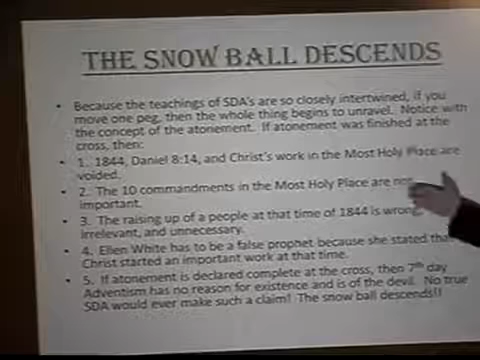 THE SNOW BALL DESCENDS
• Because the teachings of SDA's are so closely intertwined, if you
move one peg, then the whole thing begins to unravel. Notice with
the concept of the atonement. If atonement was finished at the
cross, then:
• 1. 1844, Daniel 8:14, and Christ's work in the Most Holy Place are
voided.
• 2. The 10 commandments in the Most Holy Place are not
important.
• 3. The raising up of a people at that time of 1844 is wrong,
irrelevant, and unnecessary.
• 4. Ellen White has to be a false prophet because she stated that
Christ started an important work at that time.
• 5. If atonement is declared complete at the cross, then 7th day
Adventism has no reason for existence and is of the devil. No true
SDA would ever make such a claim! The snow ball descends!!